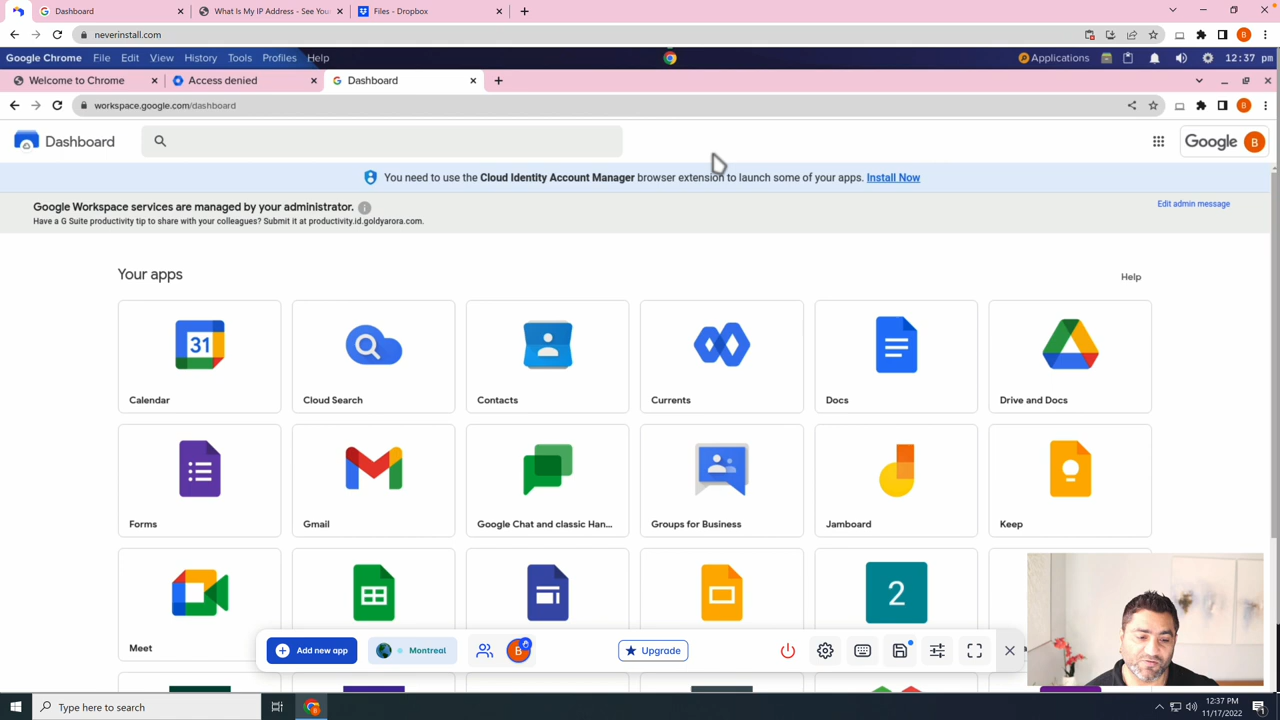 Dashboard
What Is My IP Address - See You
Files - Dropbox
neverinstall.com
B
Google Chrome File Edit View History Tools Profiles Help
Applications
12:37 pm
Welcome to Chrome
Access denied
Dashboard
workspace.google.com/dashboard
B
Dashboard
Google B
You need to use the Cloud Identity Account Manager browser extension to launch some of your apps. Install Now
Google Workspace services are managed by your administrator.
Edit admin message
Have a G Suite productivity tip to share with your colleagues? Submit it at productivity.id.goldyarora.com.
Your apps
Help
31
Calendar
Cloud Search
Contacts
Currents
Docs
Drive and Docs
Forms
Gmail
Google Chat and classic Han...
Groups for Business
Jamboard
Keep
2
Meet
Add new app
Montreal
B
Upgrade
Type here to search
12:37 PM
11/17/2022